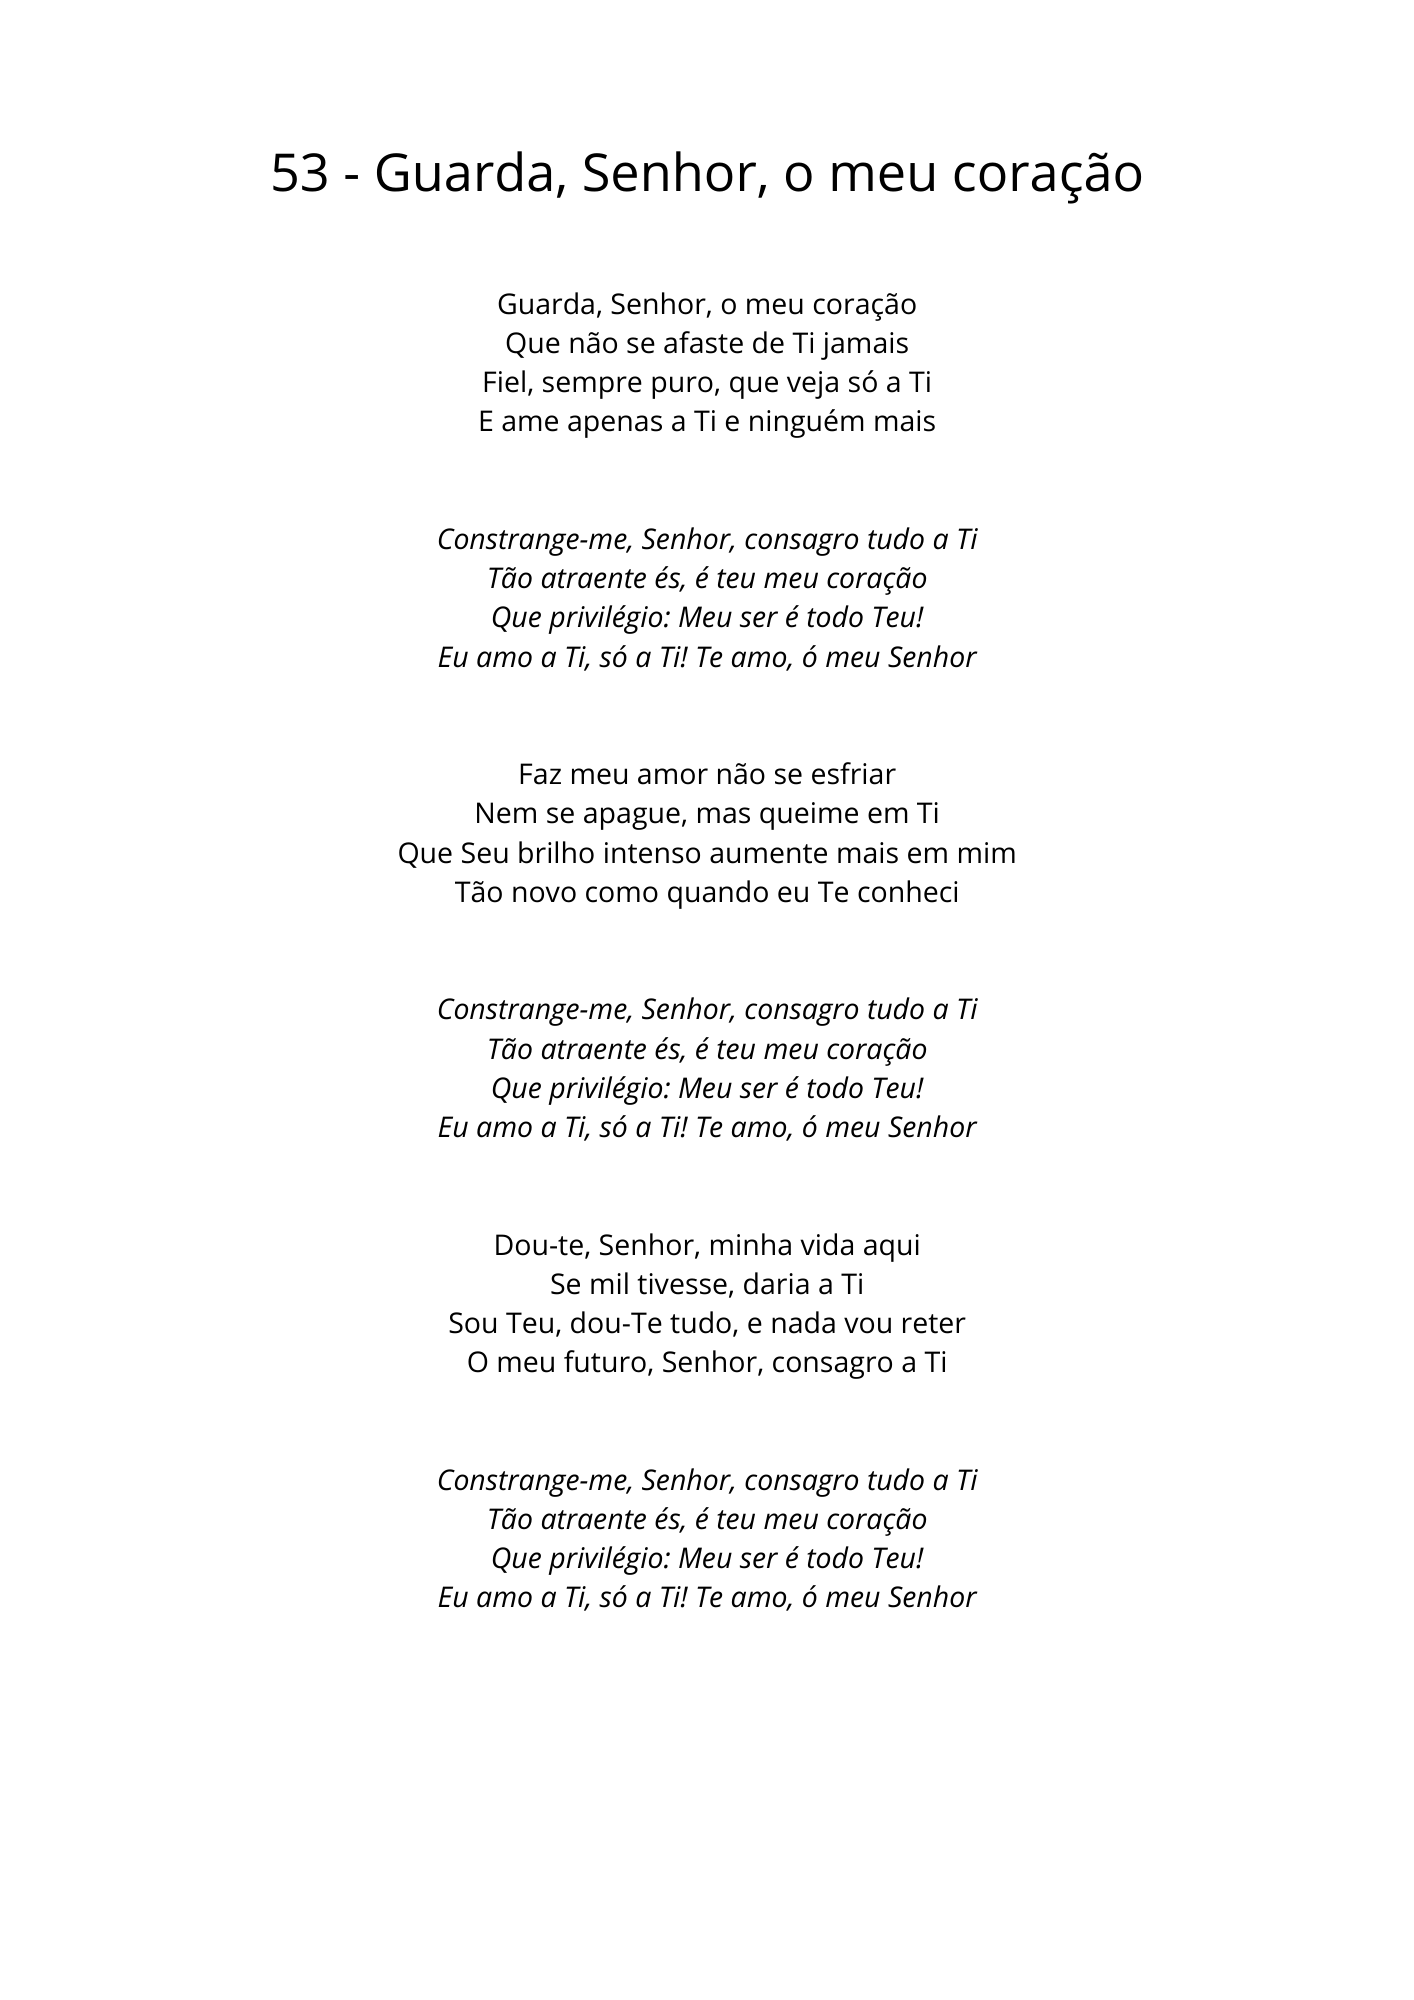 53 - Guarda, Senhor, o meu coração
Guarda, Senhor, o meu coração
Que não se afaste de Ti jamais
Fiel, sempre puro, que veja só a Ti
E ame apenas a Ti e ninguém mais
Constrange-me, Senhor, consagro tudo a Ti
Tão atraente és, é teu meu coração
Que privilégio: Meu ser é todo Teu!
Eu amo a Ti, só a Ti! Te amo, ó meu Senhor
Faz meu amor não se esfriar
Nem se apague, mas queime em Ti
Que Seu brilho intenso aumente mais em mim
Tão novo como quando eu Te conheci
Constrange-me, Senhor, consagro tudo a Ti
Tão atraente és, é teu meu coração
Que privilégio: Meu ser é todo Teu!
Eu amo a Ti, só a Ti! Te amo, ó meu Senhor
Dou-te, Senhor, minha vida aqui
Se mil tivesse, daria a Ti
Sou Teu, dou-Te tudo, e nada vou reter
O meu futuro, Senhor, consagro a Ti
Constrange-me, Senhor, consagro tudo a Ti
Tão atraente és, é teu meu coração
Que privilégio: Meu ser é todo Teu!
Eu amo a Ti, só a Ti! Te amo, ó meu Senhor